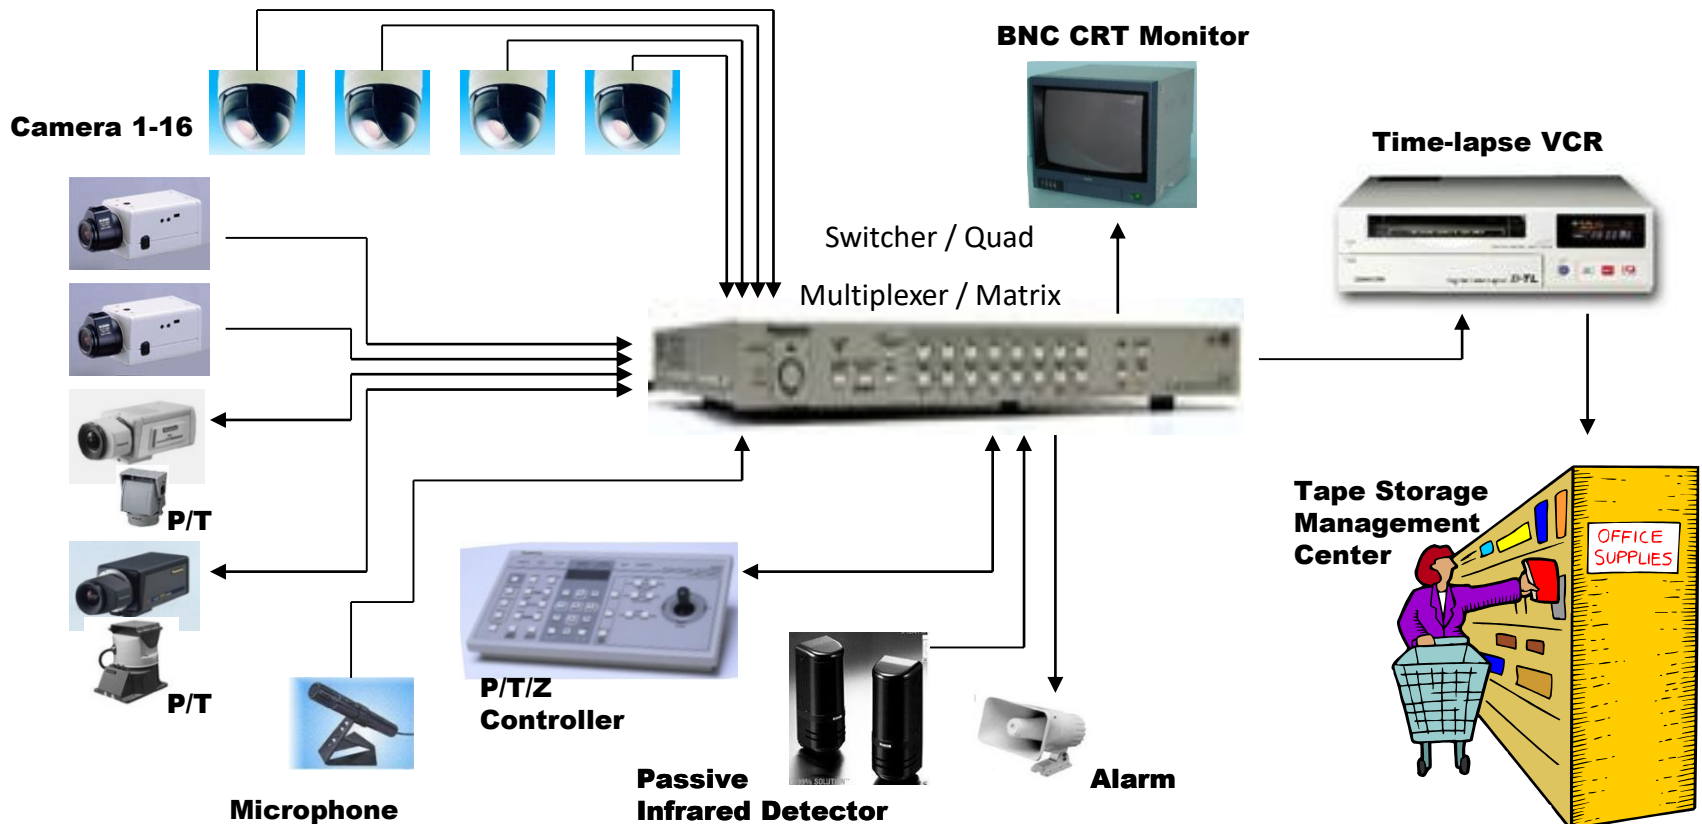 BNC CRT Monitor
Camera 1-16
Time-lapse VCR
Switcher / Quad
Multiplexer / Matrix
P/T
P/T
Tape Storage
Management
Center
OFFICE
SUPPLIES
P/T/Z
Controller
Microphone
Passive
Infrared Detector
Alarm